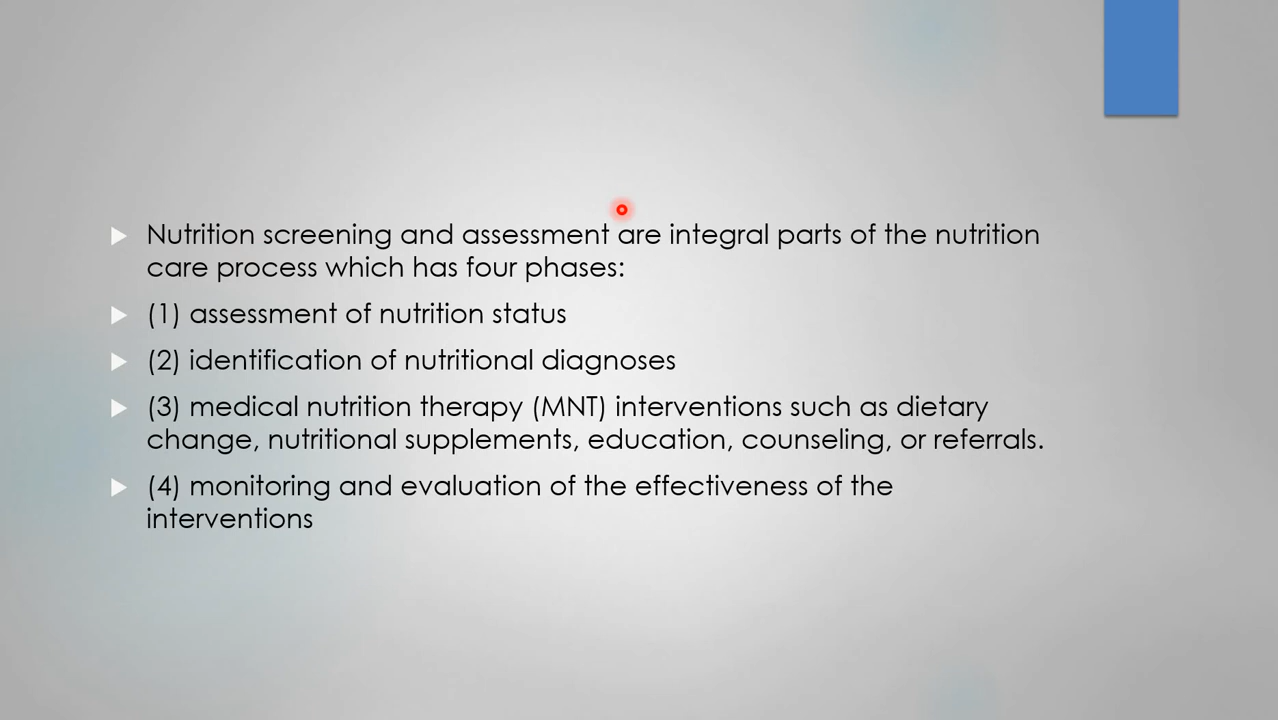 Nutrition screening and assessment are integral parts of the nutrition
care process which has four phases:
(1) assessment of nutrition status
(2) identification of nutritional diagnoses
(3) medical nutrition therapy (MNT) interventions such as dietary
change, nutritional supplements, education, counseling, or referrals.
(4) monitoring and evaluation of the effectiveness of the
interventions